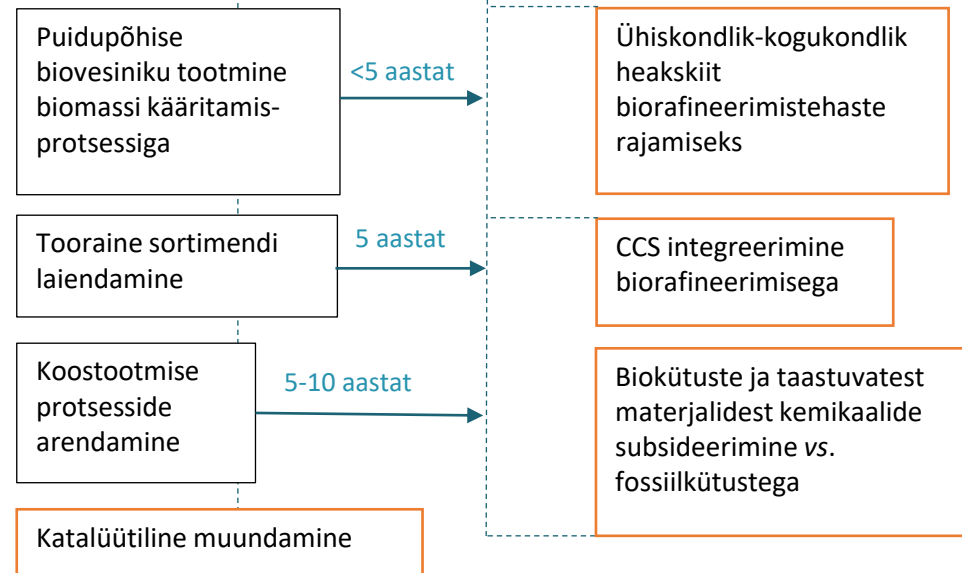 Puidupõhise
biovesiniku tootmine
biomassi kääritamis-
protsessiga
<5 aastat
Ühiskondlik-kogukondlik
heakskiit
biorafineerimistehaste
rajamiseks
Tooraine sortimendi
laiendamine
5 aastat
CCS integreerimine
biorafineerimisega
Koostootmise
protsesside
arendamine
5-10 aastat
Biokütuste ja taastuvatest
materjalidest kemikaalide
subsideerimine vs.
fossiilkütustega
Katalüütiline muundamine